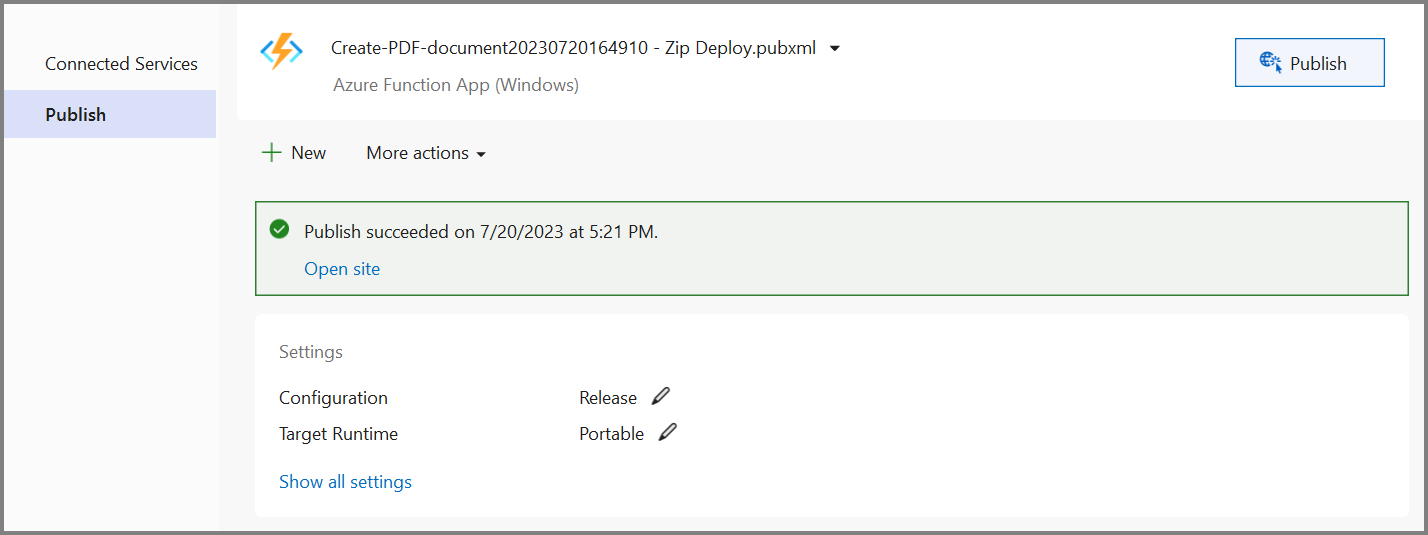 Connected Services
Publish
Create-PDF-document20230720164910 - Zip Deploy.pubxml
Azure Function App (Windows)
Publish
New
More actions
Publish succeeded on 7/20/2023 at 5:21 PM.
Open site
Settings
Configuration Release
Target Runtime Portable
Show all settings